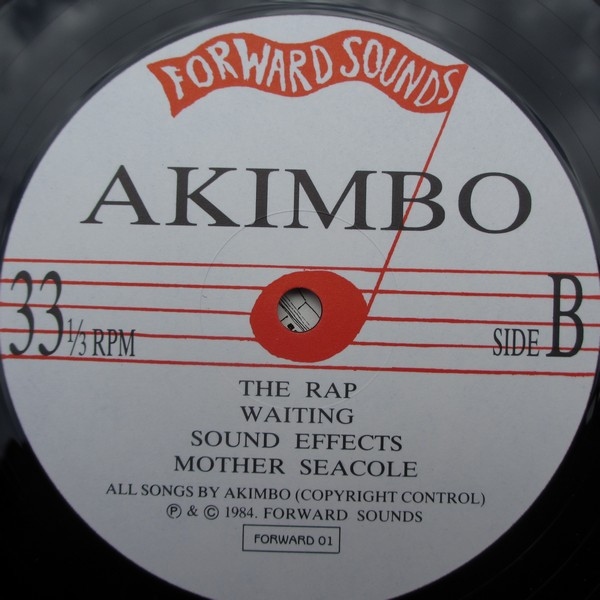 FORWARD SOUNDS
AKIMBO
33 1/3 RPM
SIDE B
THE RAP
WAITING
SOUND EFFECTS
MOTHER SEACOLE
ALL SONGS BY AKIMBO (COPYRIGHT CONTROL)
Ⓟ & © 1984. FORWARD SOUNDS
FORWARD 01